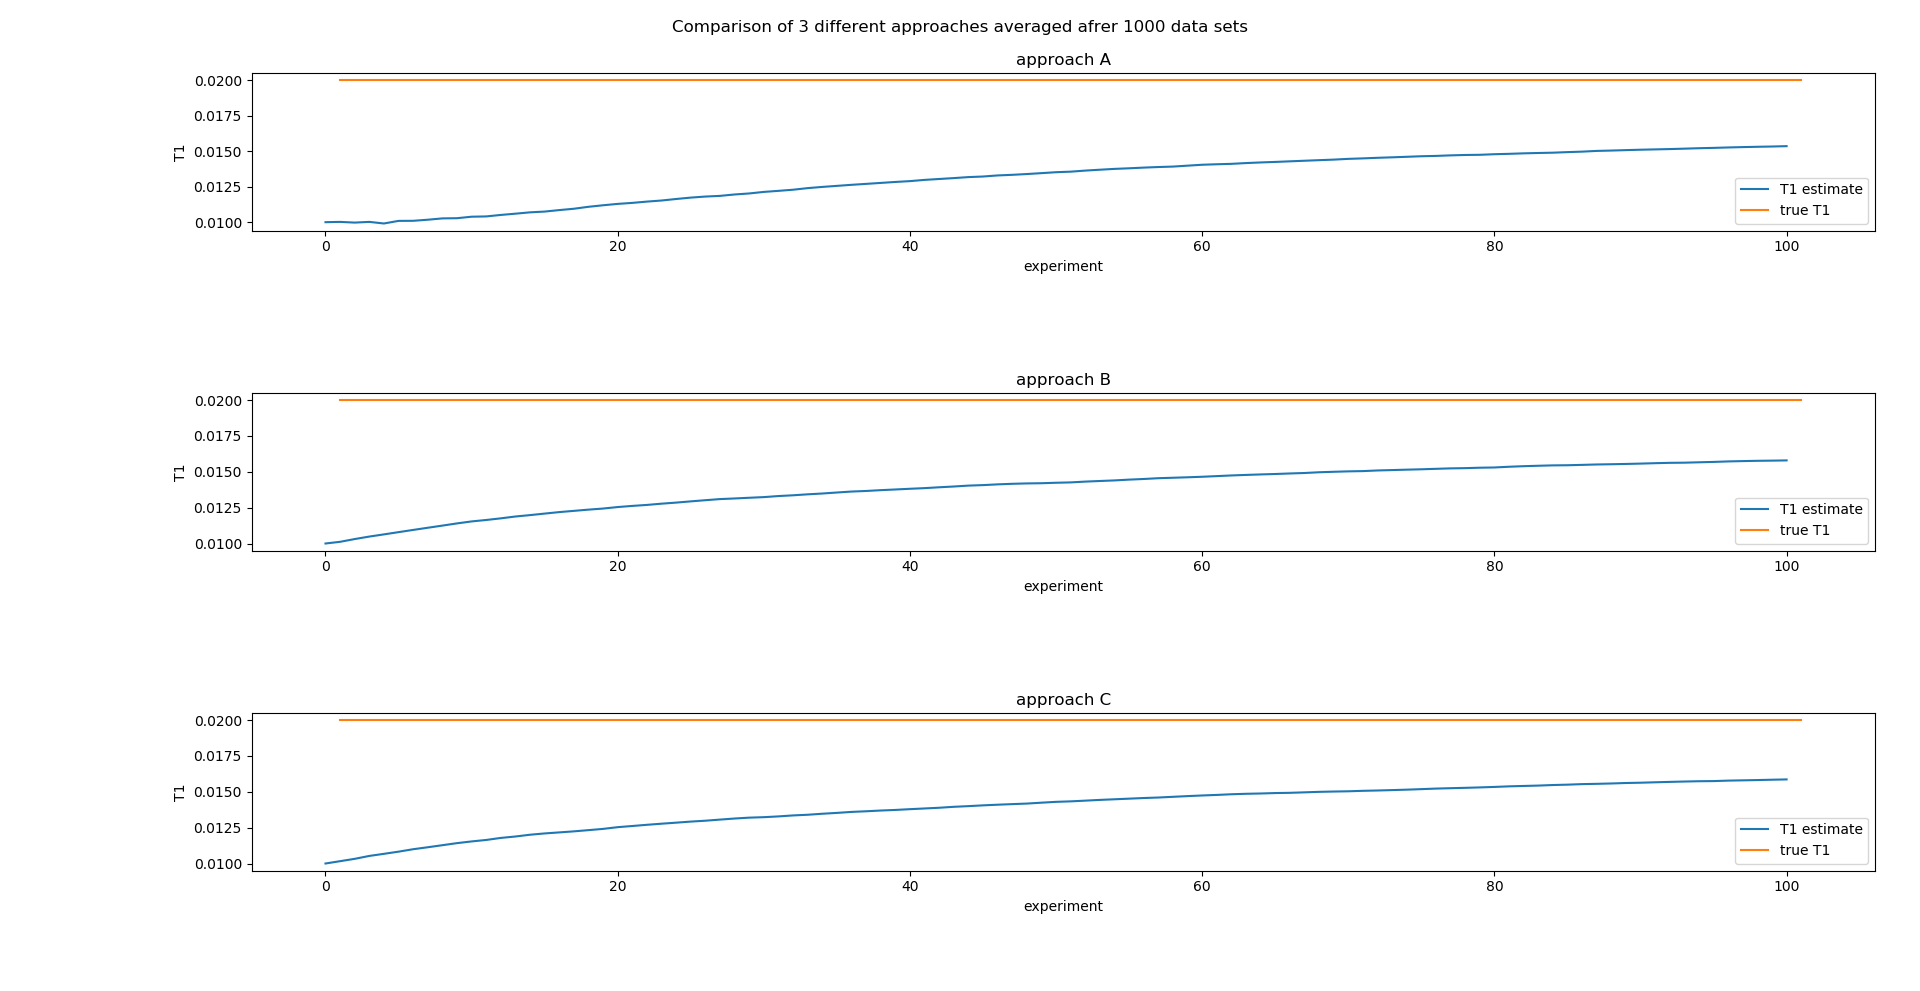 Comparison of 3 different approaches averaged afrer 1000 data sets
approach A
0.0200
0.0175
0.0150
0.0125
0.0100
T1
T1 estimate
true T1
0 20 40 60 80 100
experiment
approach B
0.0200
0.0175
0.0150
0.0125
0.0100
T1
T1 estimate
true T1
0 20 40 60 80 100
experiment
approach C
0.0200
0.0175
0.0150
0.0125
0.0100
T1
T1 estimate
true T1
0 20 40 60 80 100
experiment